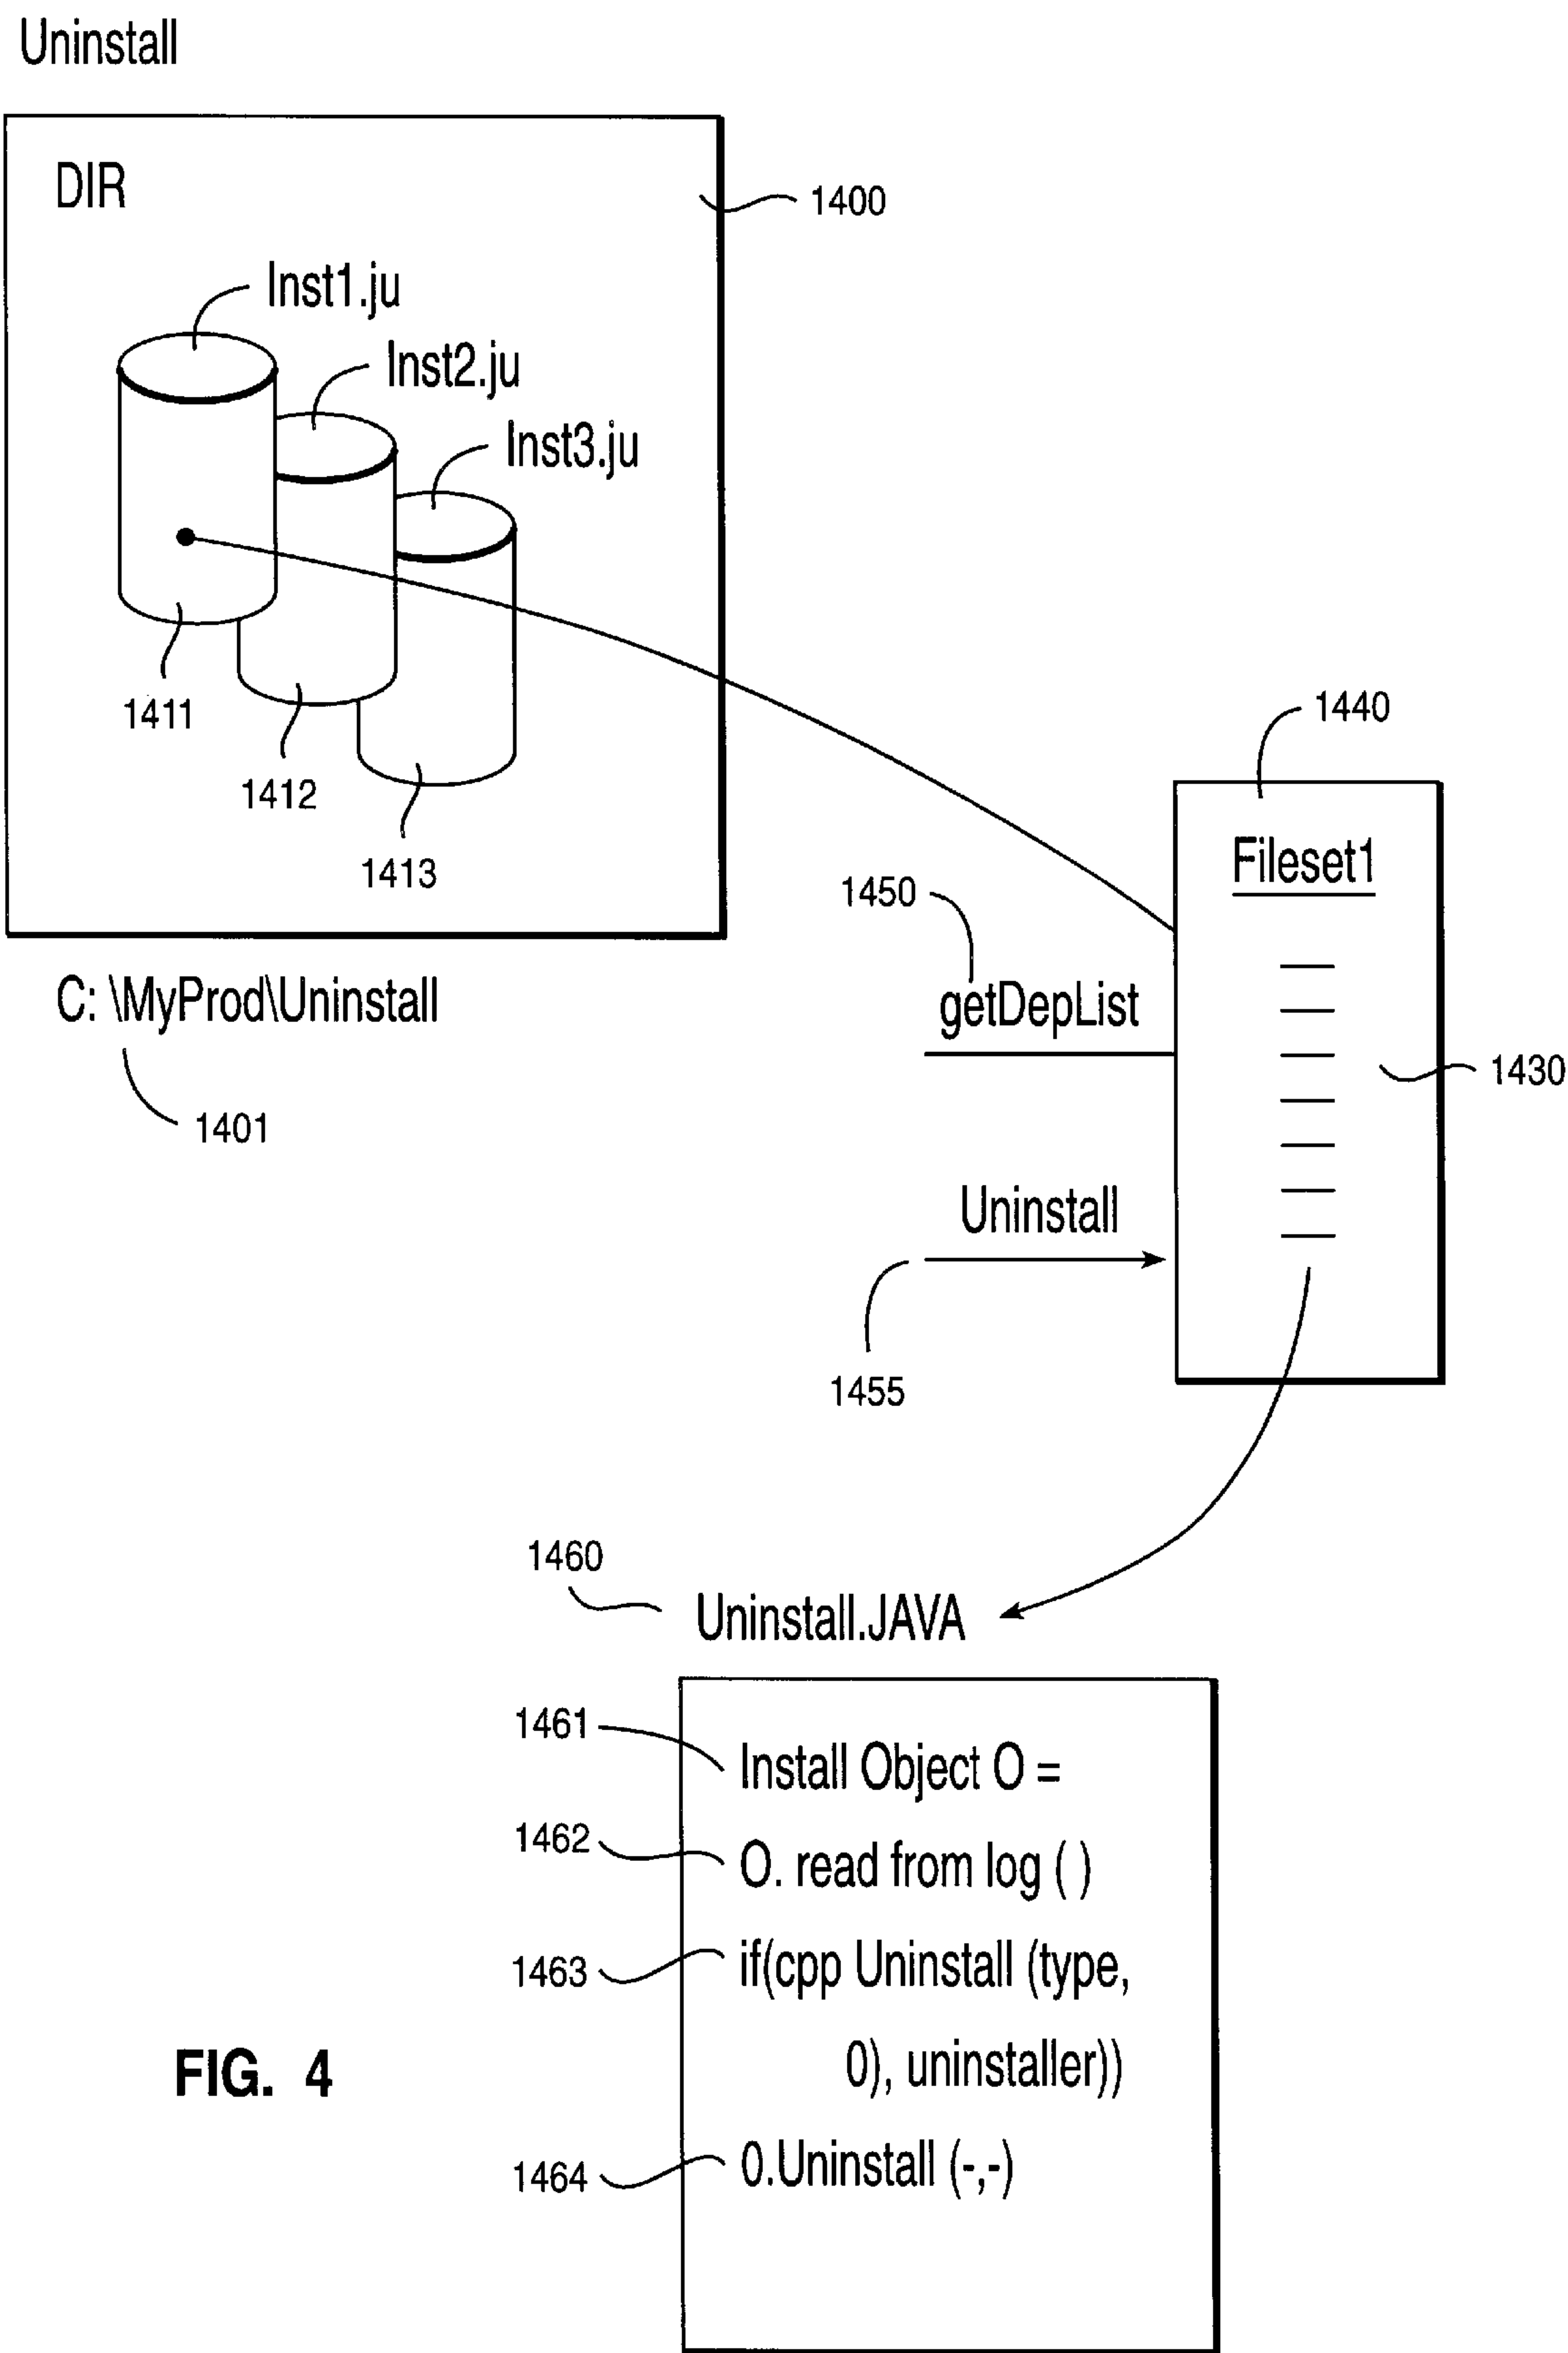 Uninstall
DIR
1400
Inst1.ju
Inst2.ju
Inst3.ju
1411
1412
1413
C: \MyProd\Uninstall
1401
1440
Fileset1
1450
getDepList
1430
Uninstall
1455
1460
Uninstall.JAVA
1461
Install Object O =
1462
O. read from log ( )
1463
if(cpp Uninstall (type,
0), uninstaller))
1464
0.Uninstall (-,-)
FIG. 4